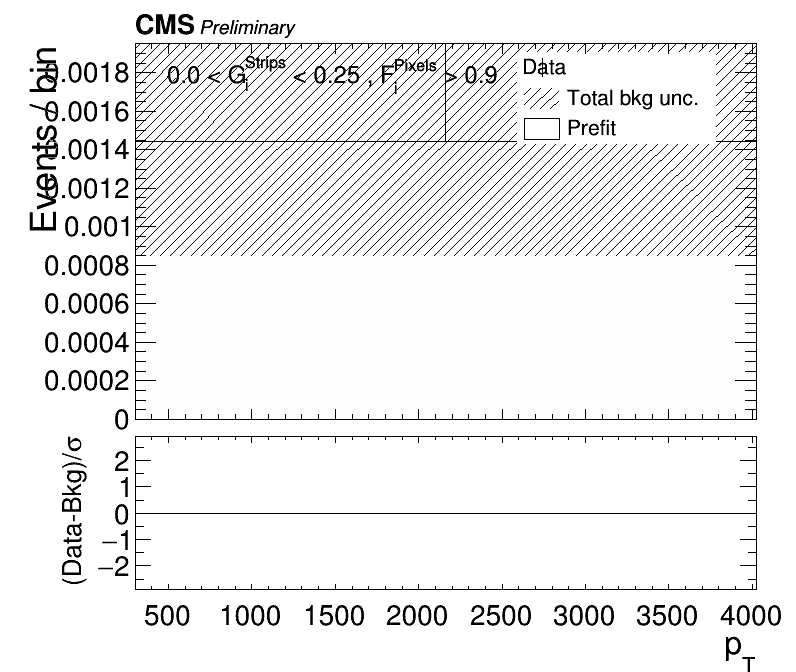 CMS Preliminary
Events / bin
0.0018
0.0016
0.0014
0.0012
0.001
0.0008
0.0006
0.0004
0.0002
0
0.0 < G_i^Strips < 0.25 , F_i^Pixels > 0.9
Data
Total bkg unc.
Prefit
(Data-Bkg)/σ
2
1
0
−1
−2
500 1000 1500 2000 2500 3000 3500 4000
p_T